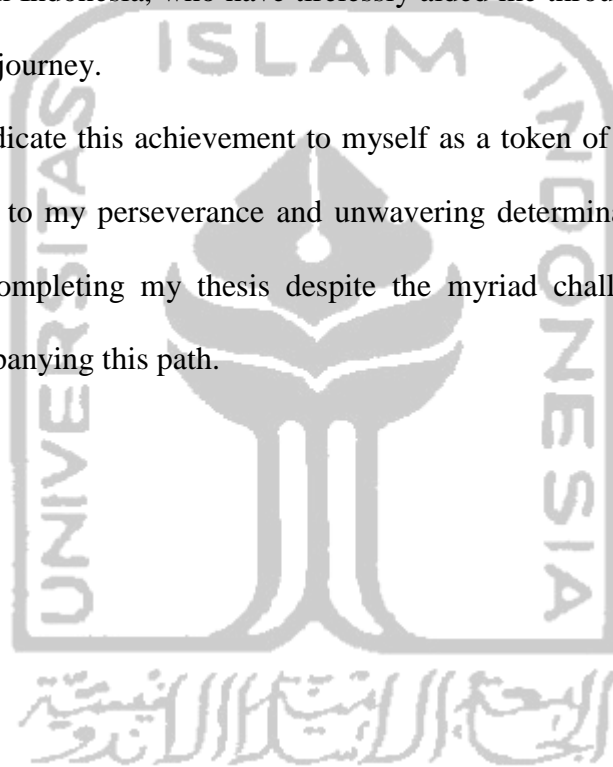 Indonesia, who have tirelessly aided me throu
journey.
dicate this achievement to myself as a token of
to my perseverance and unwavering determina
ompleting my thesis despite the myriad chall
panying this path.
UNIVERSITAS
ISLAM
INDONESIA